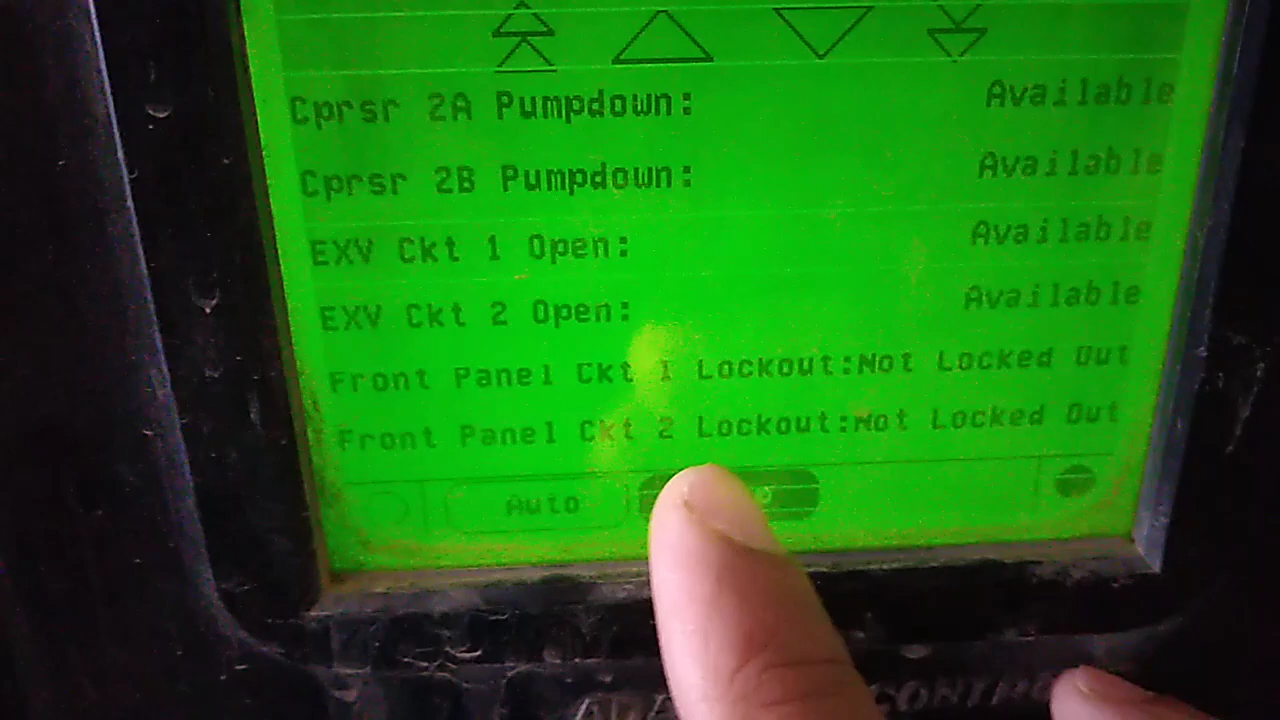 Cprsr 2A Pumpdown: Available
Cprsr 2B Pumpdown: Available
EXV Ckt 1 Open: Available
EXV Ckt 2 Open: Available
Front Panel Ckt 1 Lockout:Not Locked Out
Front Panel Ckt 2 Lockout:Not Locked Out
Auto